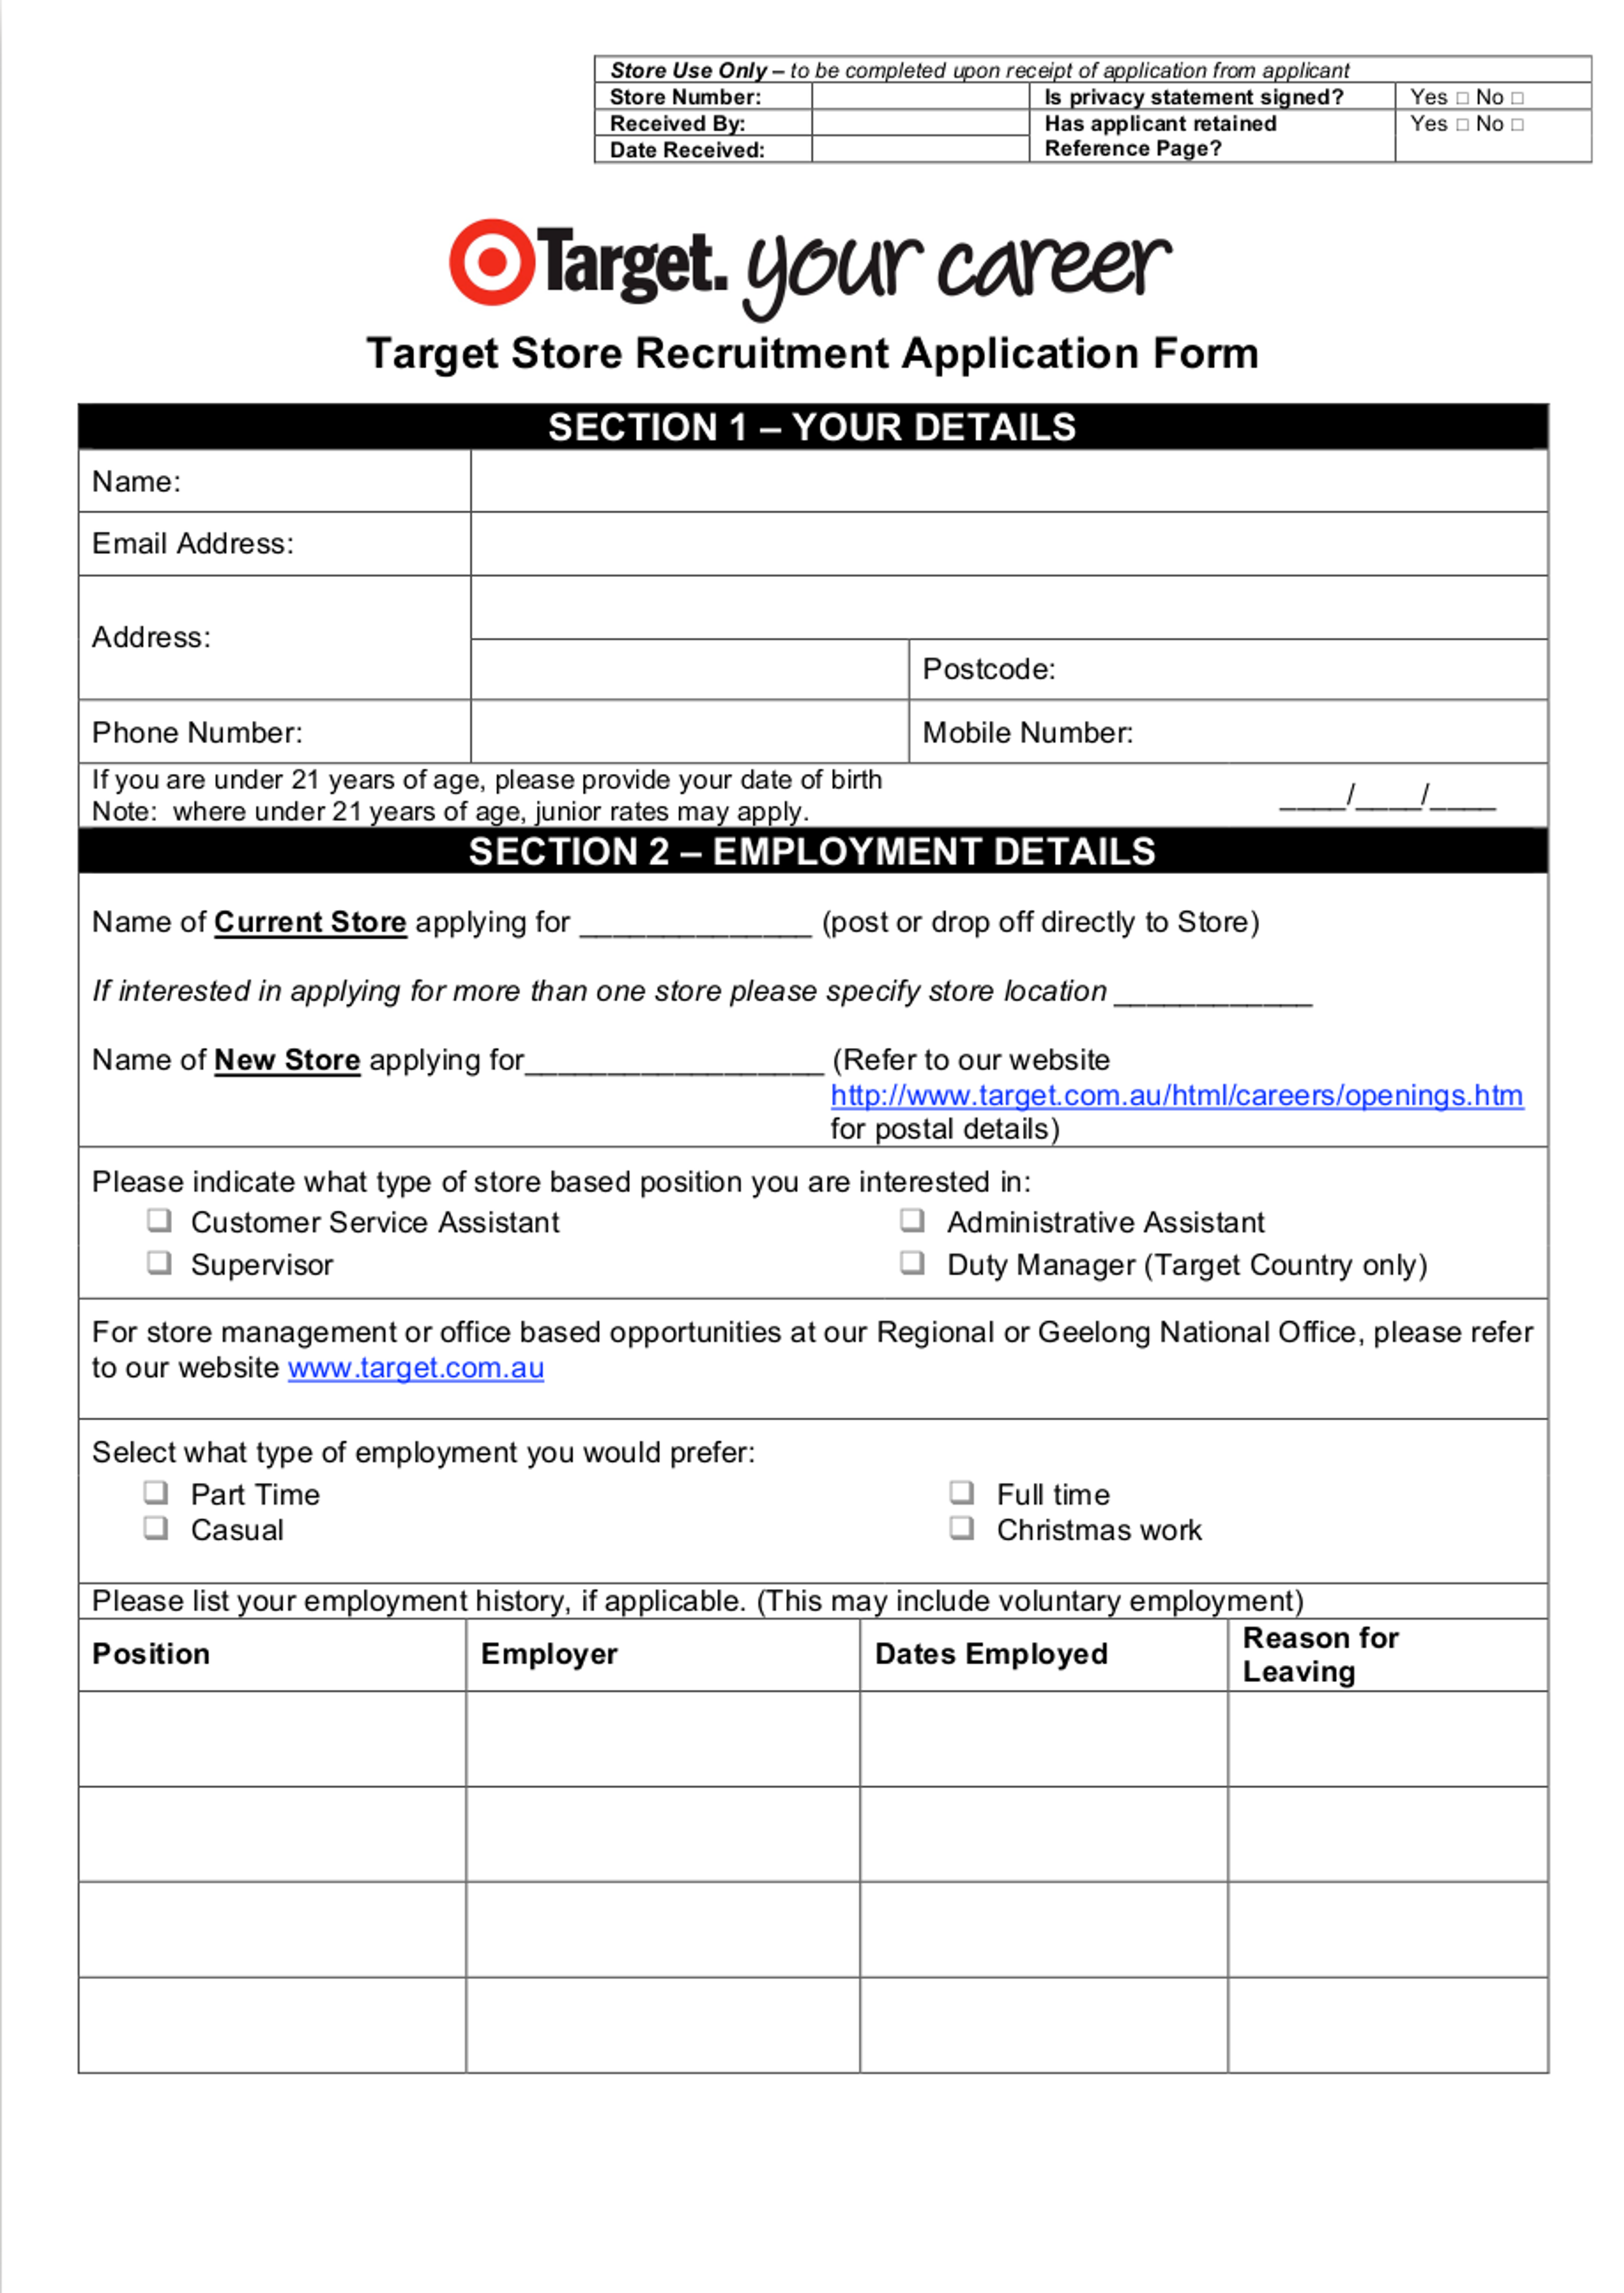 Store Use Only – to be completed upon receipt of application from applicant
Store Number: Is privacy statement signed? Yes □ No □
Received By: Has applicant retained Yes □ No □
Date Received: Reference Page?
Target. your career
Target Store Recruitment Application Form
SECTION 1 – YOUR DETAILS
Name:
Email Address:
Address:
Postcode:
Phone Number: Mobile Number:
If you are under 21 years of age, please provide your date of birth
Note:  where under 21 years of age, junior rates may apply. ____/____/____
SECTION 2 – EMPLOYMENT DETAILS
Name of Current Store applying for ______________ (post or drop off directly to Store)
If interested in applying for more than one store please specify store location ____________
Name of New Store applying for__________________ (Refer to our website
http://www.target.com.au/html/careers/openings.htm
for postal details)
Please indicate what type of store based position you are interested in:
❑ Customer Service Assistant ❑ Administrative Assistant
❑ Supervisor ❑ Duty Manager (Target Country only)
For store management or office based opportunities at our Regional or Geelong National Office, please refer
to our website www.target.com.au
Select what type of employment you would prefer:
❑ Part Time ❑ Full time
❑ Casual ❑ Christmas work
Please list your employment history, if applicable. (This may include voluntary employment)
Position Employer Dates Employed Reason for
Leaving